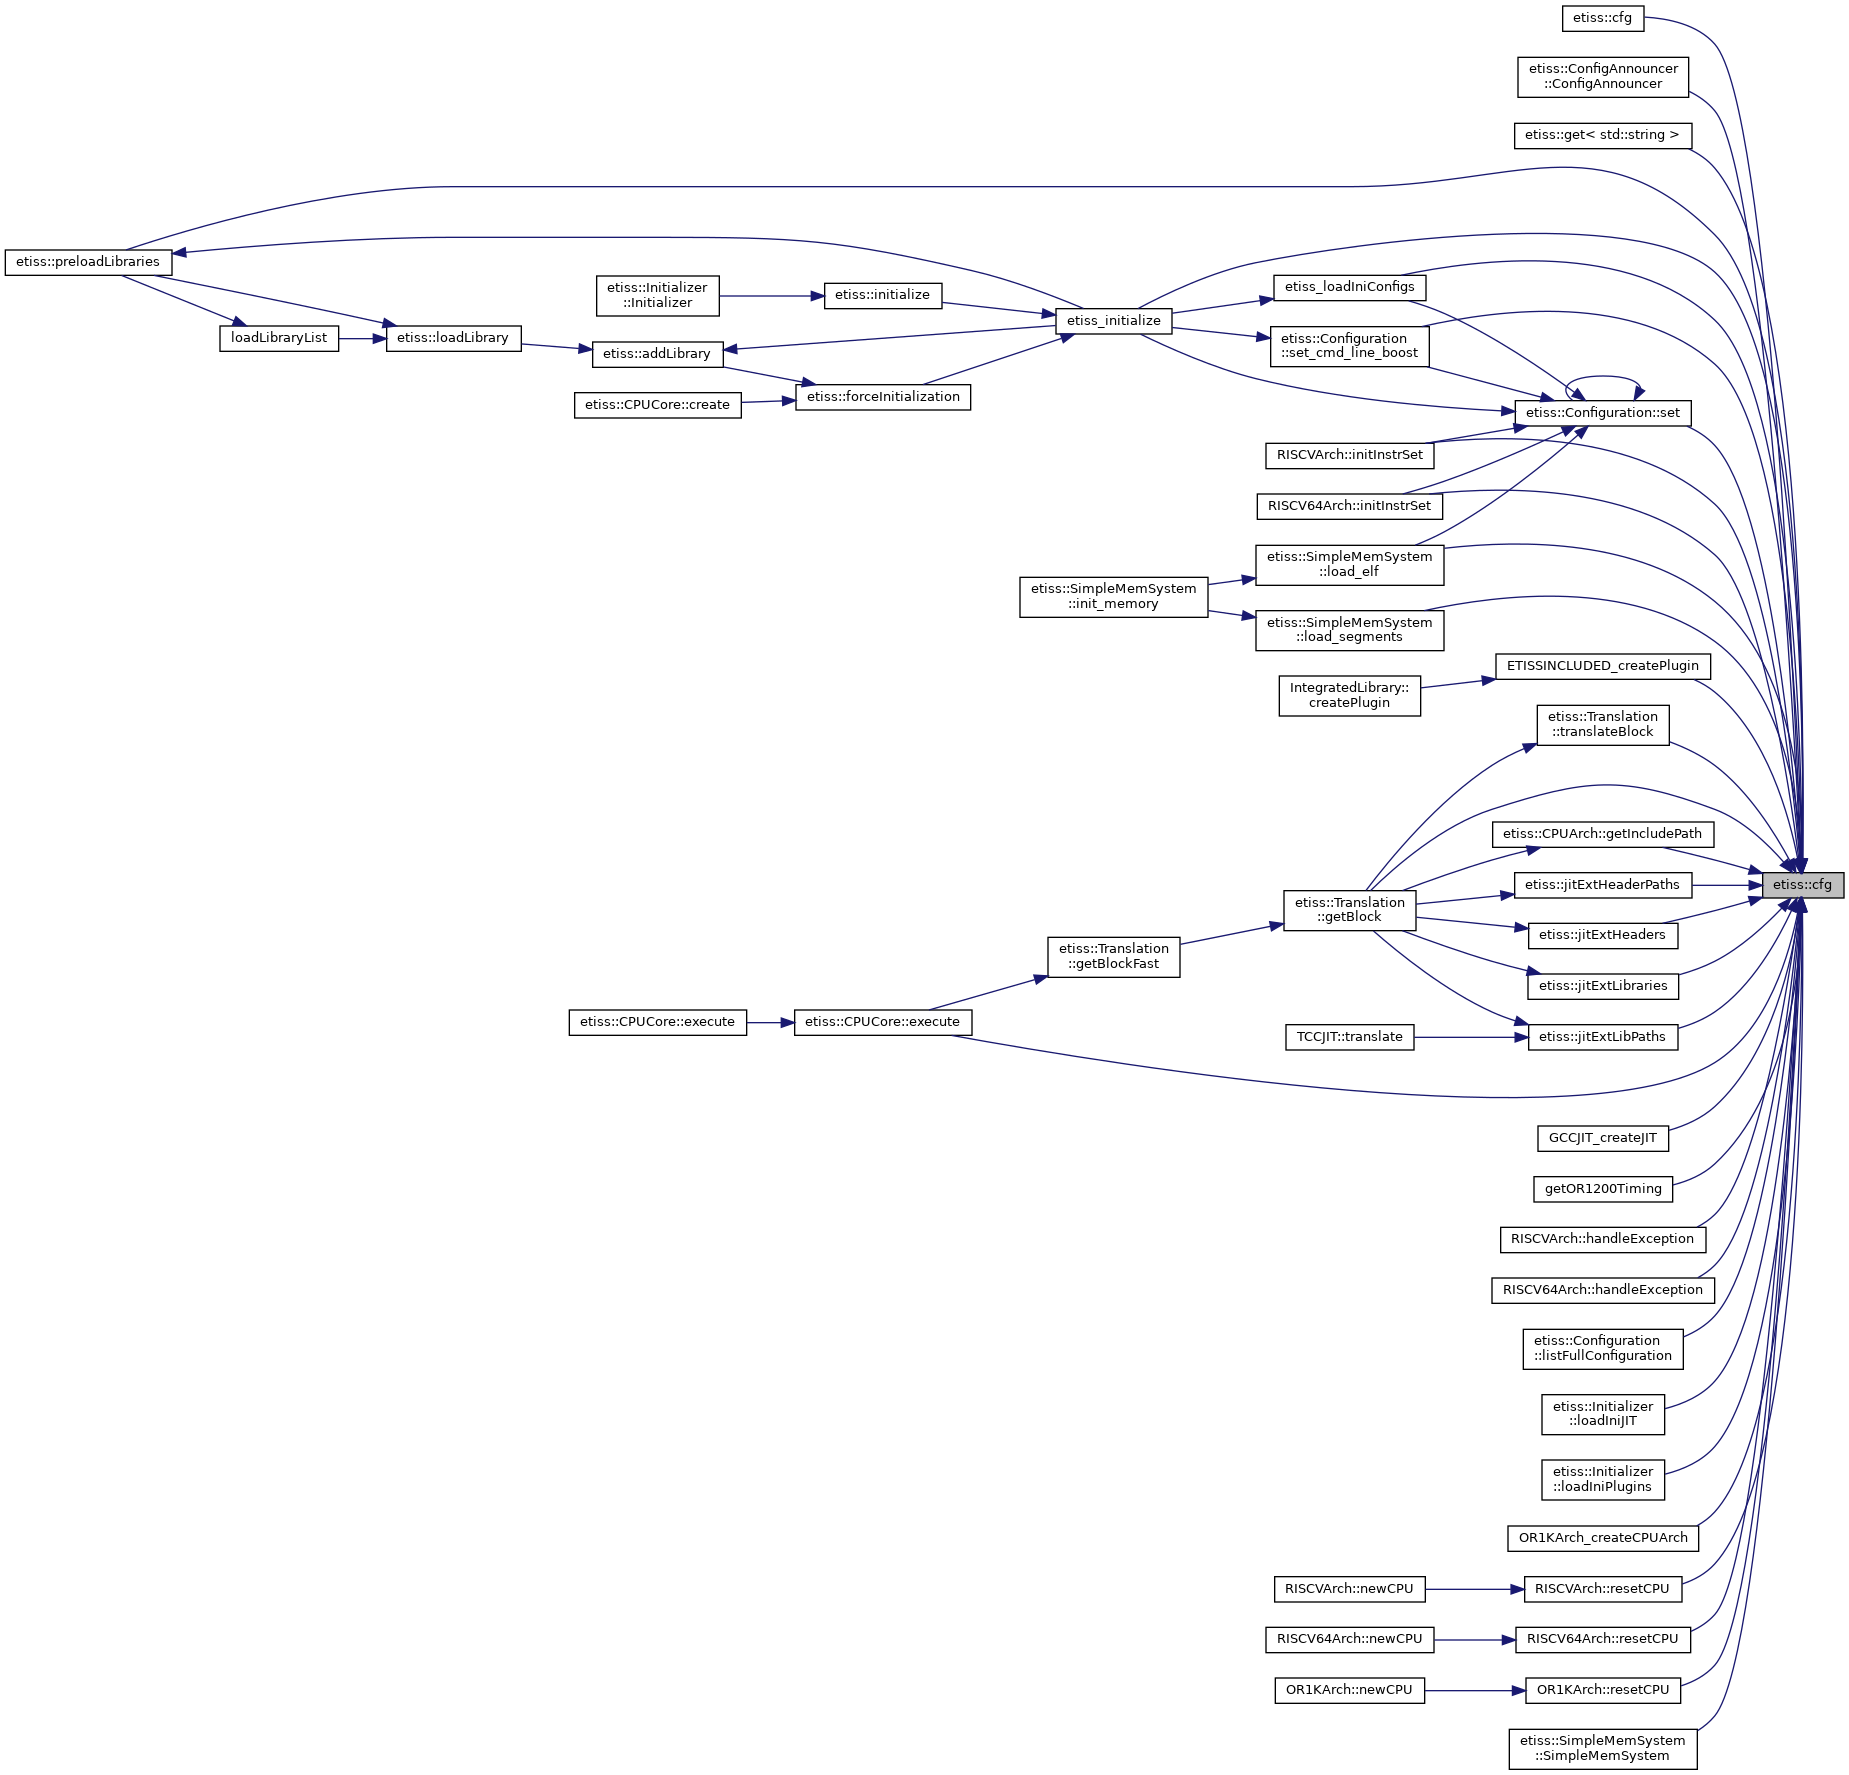 etiss::cfg
etiss::ConfigAnnouncer
::ConfigAnnouncer
etiss::get< std::string >
etiss::preloadLibraries
etiss::Initializer
::Initializer
etiss::initialize
etiss_loadIniConfigs
etiss_initialize
loadLibraryList
etiss::loadLibrary
etiss::addLibrary
etiss::Configuration
::set_cmd_line_boost
etiss::CPUCore::create
etiss::forceInitialization
etiss::Configuration::set
RISCVArch::initInstrSet
RISCV64Arch::initInstrSet
etiss::SimpleMemSystem
::load_elf
etiss::SimpleMemSystem
::init_memory
etiss::SimpleMemSystem
::load_segments
ETISSINCLUDED_createPlugin
IntegratedLibrary::
createPlugin
etiss::Translation
::translateBlock
etiss::CPUArch::getIncludePath
etiss::jitExtHeaderPaths
etiss::cfg
etiss::Translation
::getBlock
etiss::jitExtHeaders
etiss::Translation
::getBlockFast
etiss::jitExtLibraries
etiss::CPUCore::execute
etiss::CPUCore::execute
TCCJIT::translate
etiss::jitExtLibPaths
GCCJIT_createJIT
getOR1200Timing
RISCVArch::handleException
RISCV64Arch::handleException
etiss::Configuration
::listFullConfiguration
etiss::Initializer
::loadIniJIT
etiss::Initializer
::loadIniPlugins
OR1KArch_createCPUArch
RISCVArch::newCPU
RISCVArch::resetCPU
RISCV64Arch::newCPU
RISCV64Arch::resetCPU
OR1KArch::newCPU
OR1KArch::resetCPU
etiss::SimpleMemSystem
::SimpleMemSystem